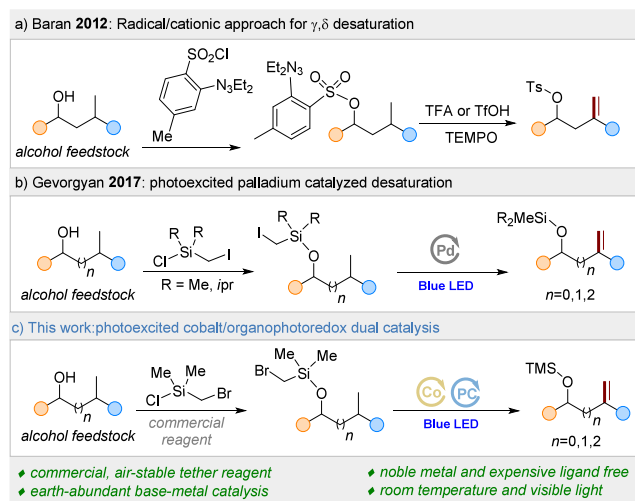 a) Baran 2012: Radical/cationic approach for γ,δ desaturation
OH
alcohol feedstock
SO2Cl
N3Et2
Me
Et2N3
O
O
S
O
TFA or TfOH
TEMPO
Ts
O
b) Gevorgyan 2017: photoexcited palladium catalyzed desaturation
OH
n
alcohol feedstock
R
R
Si
Cl
I
R = Me, ipr
R
R
I
Si
O
n
Pd
Blue LED
R2MeSi
O
n
n=0,1,2
c) This work:photoexcited cobalt/organophotoredox dual catalysis
OH
n
alcohol feedstock
Me
Me
Si
Cl
Br
commercial
reagent
Me
Br
Si
Me
O
n
Co
PC
Blue LED
TMS
O
n
n=0,1,2
♦ commercial, air-stable tether reagent
♦ noble metal and expensive ligand free
♦ earth-abundant base-metal catalysis
♦ room temperature and visible light